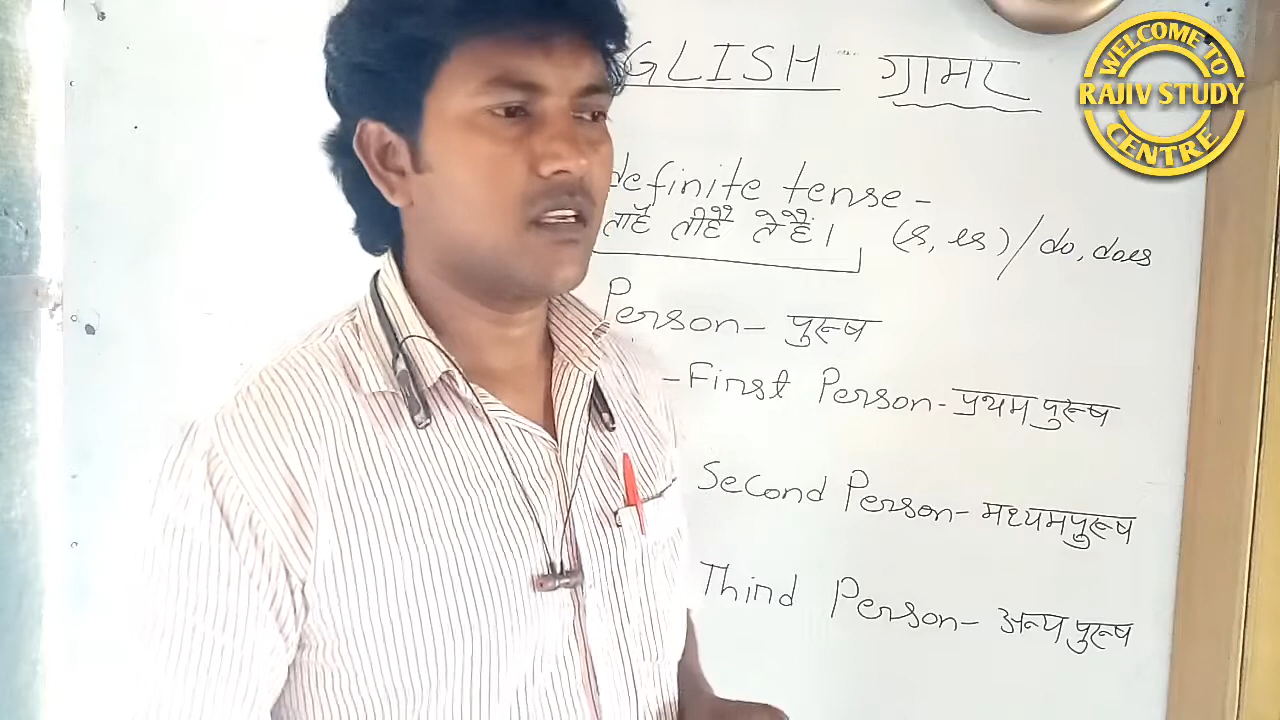 GLISH ग्रामर
definite tense -
ताहै तीहै ते हैं। (s, es) / do, does
Person - पुरूष
- First Person - प्रथम पुरूष
Second Person - मध्यमपुरूष
Third Person - अन्य पुरूष
WELCOME TO
RAJIV STUDY
CENTRE